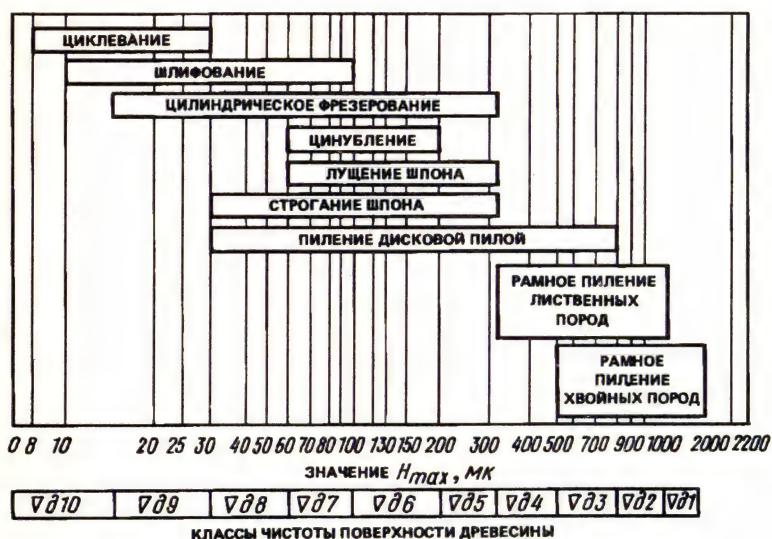 ЦИКЛЕВАНИЕ
ШЛИФОВАНИЕ
ЦИЛИНДРИЧЕСКОЕ ФРЕЗЕРОВАНИЕ
ЦИНУБЛЕНИЕ
ЛУЩЕНИЕ ШПОНА
СТРОГАНИЕ ШПОНА
ПИЛЕНИЕ ДИСКОВОЙ ПИЛОЙ
РАМНОЕ ПИЛЕНИЕ
ЛИСТВЕННЫХ
ПОРОД
РАМНОЕ
ПИЛЕНИЕ
ХВОЙНЫХ ПОРОД
0 8 10 20 25 30 40 50 60 70 80 100 130 150 200 300 400 500 600 700 900 1000 2000 2200
ЗНАЧЕНИЕ Hmax, МК
∇д10 ∇д9 ∇д8 ∇д7 ∇д6 ∇д5 ∇д4 ∇д3 ∇д2 ∇д1
КЛАССЫ ЧИСТОТЫ ПОВЕРХНОСТИ ДРЕВЕСИНЫ